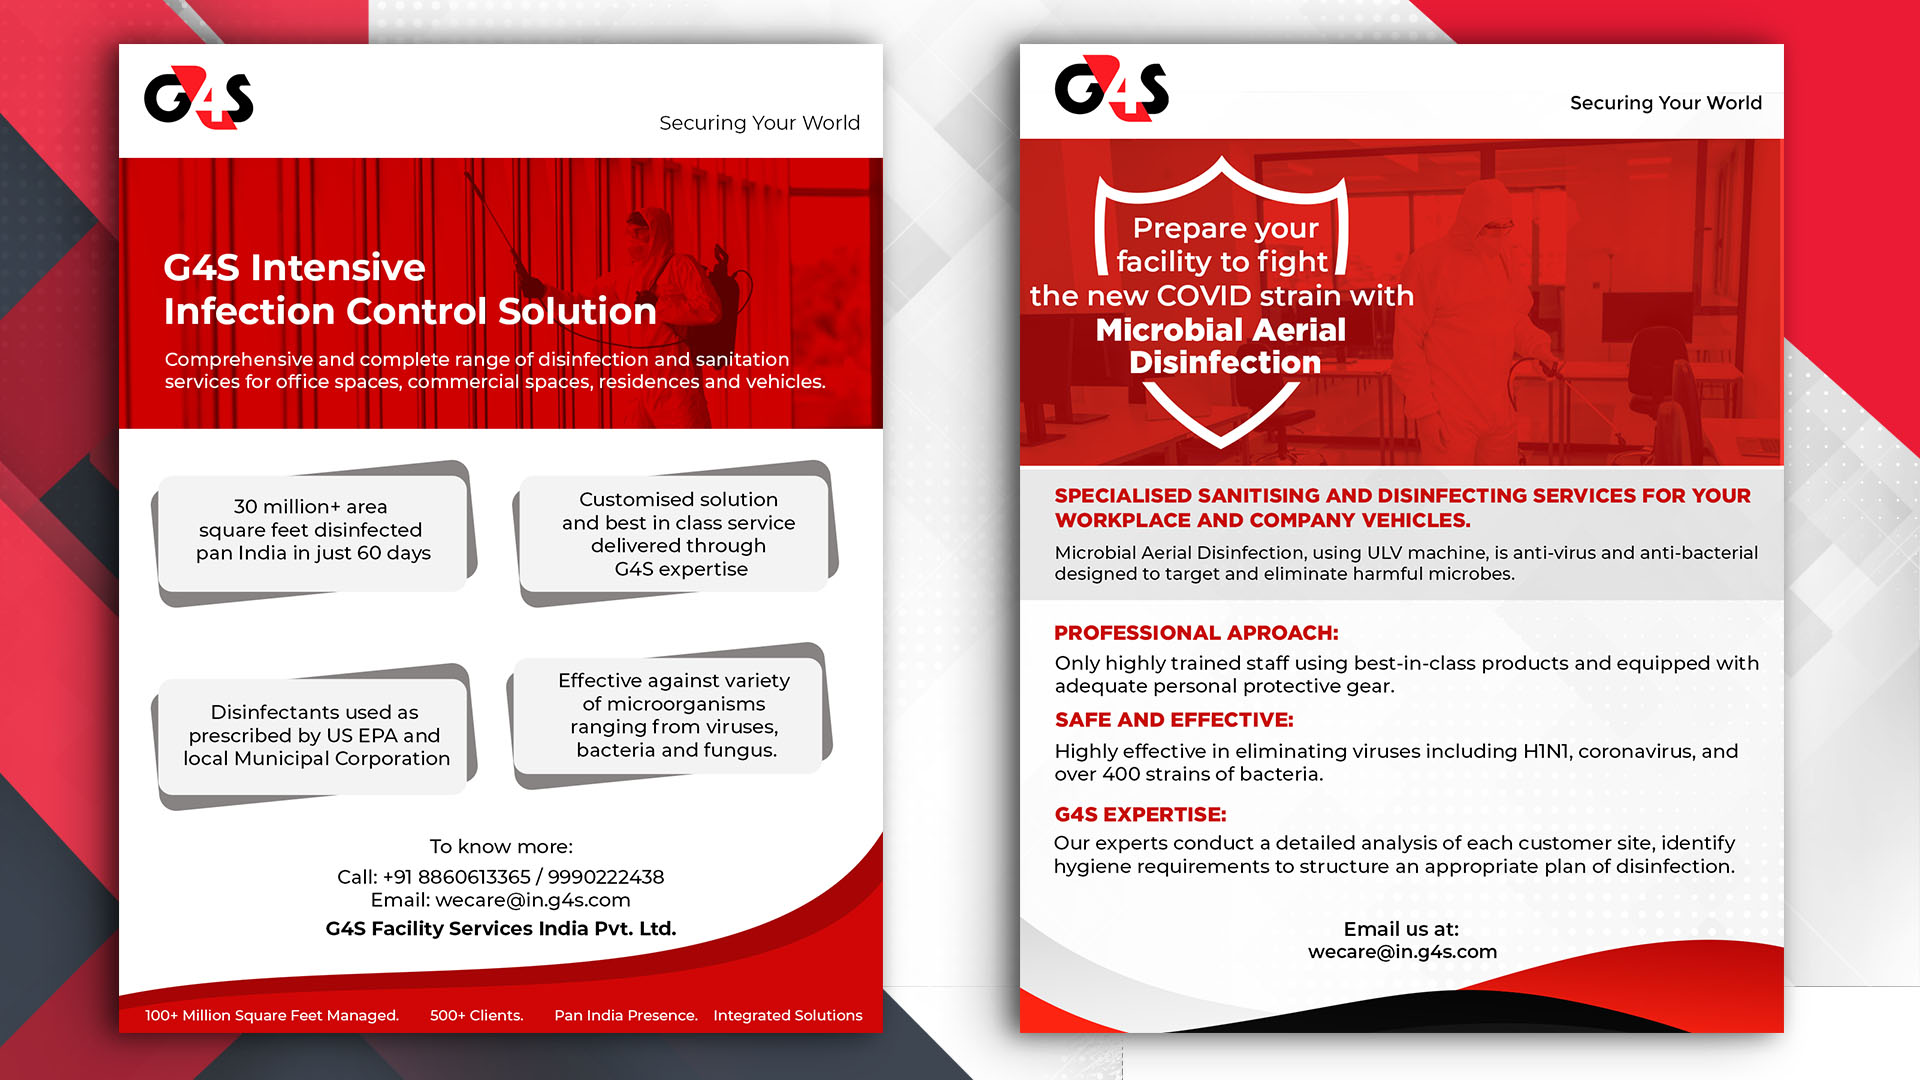 G4S
Securing Your World
G4S Intensive
Infection Control Solution
Comprehensive and complete range of disinfection and sanitation
services for office spaces, commercial spaces, residences and vehicles.
30 million+ area
square feet disinfected
pan India in just 60 days
Customised solution
and best in class service
delivered through
G4S expertise
Disinfectants used as
prescribed by US EPA and
local Municipal Corporation
Effective against variety
of microorganisms
ranging from viruses,
bacteria and fungus.
To know more:
Call: +91 8860613365 / 9990222438
Email: wecare@in.g4s.com
G4S Facility Services India Pvt. Ltd.
100+ Million Square Feet Managed. 500+ Clients. Pan India Presence. Integrated Solutions
G4S
Securing Your World
Prepare your
facility to fight
the new COVID strain with
Microbial Aerial
Disinfection
SPECIALISED SANITISING AND DISINFECTING SERVICES FOR YOUR
WORKPLACE AND COMPANY VEHICLES.
Microbial Aerial Disinfection, using ULV machine, is anti-virus and anti-bacterial
designed to target and eliminate harmful microbes.
PROFESSIONAL APROACH:
Only highly trained staff using best-in-class products and equipped with
adequate personal protective gear.
SAFE AND EFFECTIVE:
Highly effective in eliminating viruses including H1N1, coronavirus, and
over 400 strains of bacteria.
G4S EXPERTISE:
Our experts conduct a detailed analysis of each customer site, identify
hygiene requirements to structure an appropriate plan of disinfection.
Email us at:
wecare@in.g4s.com